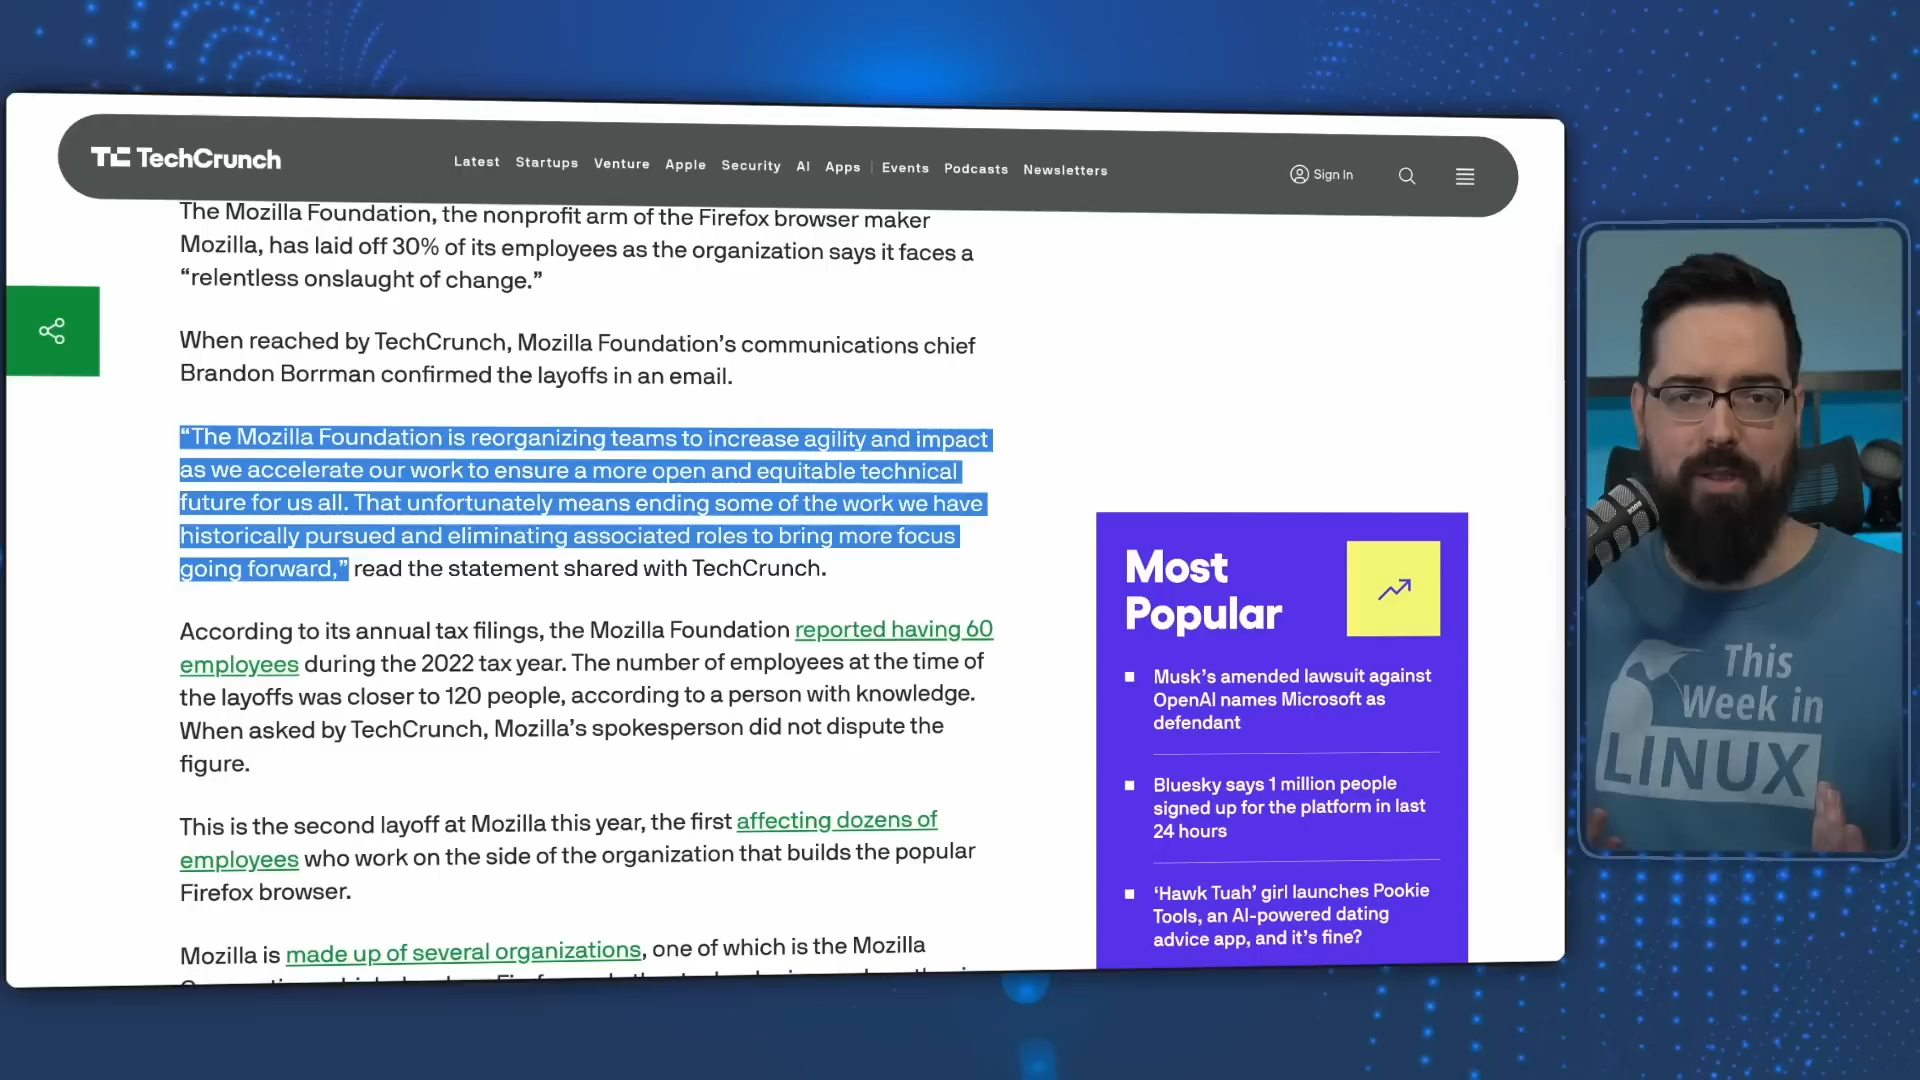 TechCrunch
Latest Startups Venture Apple Security AI Apps | Events Podcasts Newsletters
Sign In
The Mozilla Foundation, the nonprofit arm of the Firefox browser maker
Mozilla, has laid off 30% of its employees as the organization says it faces a
“relentless onslaught of change.”
When reached by TechCrunch, Mozilla Foundation’s communications chief
Brandon Borrman confirmed the layoffs in an email.
“The Mozilla Foundation is reorganizing teams to increase agility and impact
as we accelerate our work to ensure a more open and equitable technical
future for us all. That unfortunately means ending some of the work we have
historically pursued and eliminating associated roles to bring more focus
going forward,” read the statement shared with TechCrunch.
According to its annual tax filings, the Mozilla Foundation reported having 60
employees during the 2022 tax year. The number of employees at the time of
the layoffs was closer to 120 people, according to a person with knowledge.
When asked by TechCrunch, Mozilla’s spokesperson did not dispute the
figure.
This is the second layoff at Mozilla this year, the first affecting dozens of
employees who work on the side of the organization that builds the popular
Firefox browser.
Mozilla is made up of several organizations, one of which is the Mozilla
Most
Popular
Musk’s amended lawsuit against
OpenAI names Microsoft as
defendant
Bluesky says 1 million people
signed up for the platform in last
24 hours
‘Hawk Tuah’ girl launches Pookie
Tools, an AI-powered dating
advice app, and it’s fine?
This
Week in
LINUX